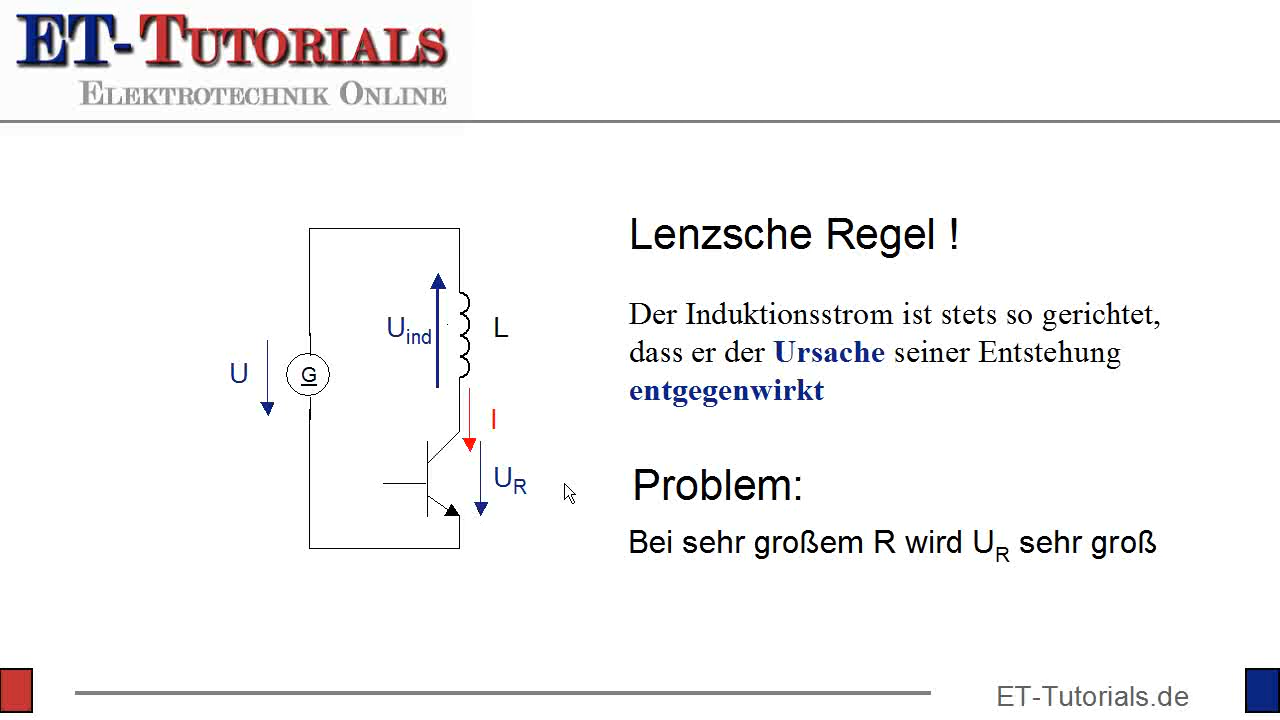 ET-TUTORIALS
ELEKTROTECHNIK ONLINE
Lenzsche Regel !
Der Induktionsstrom ist stets so gerichtet,
dass er der Ursache seiner Entstehung
entgegenwirkt
U
G
Uind
L
I
UR
Problem:
Bei sehr großem R wird UR sehr groß
ET-Tutorials.de